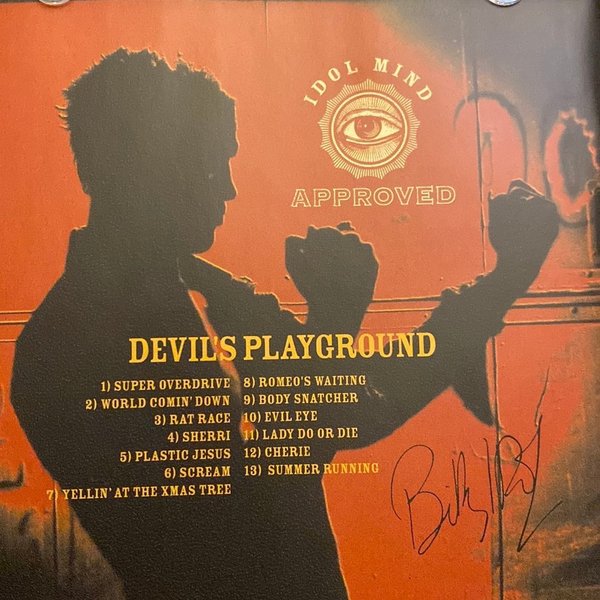 IDOL MIND
APPROVED
DEVIL'S PLAYGROUND
1) SUPER OVERDRIVE
2) WORLD COMIN' DOWN
3) RAT RACE
4) SHERRI
5) PLASTIC JESUS
6) SCREAM
7) YELLIN' AT THE XMAS TREE
8) ROMEO'S WAITING
9) BODY SNATCHER
10) EVIL EYE
11) LADY DO OR DIE
12) CHERIE
13) SUMMER RUNNING
Billy Idol